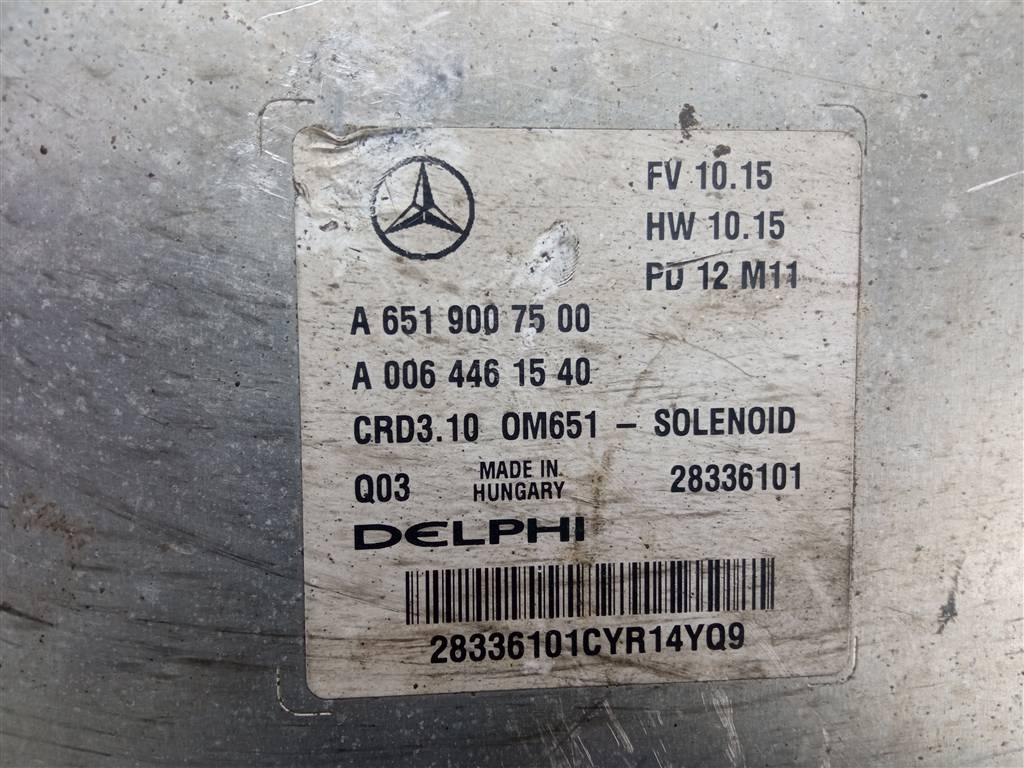 FV 10.15
HW 10.15
PD 12 M11
A 651 900 75 00
A 006 446 15 40
CRD3.10 OM651 – SOLENOID
Q03 MADE IN HUNGARY 28336101
DELPHI
28336101CYR14YQ9